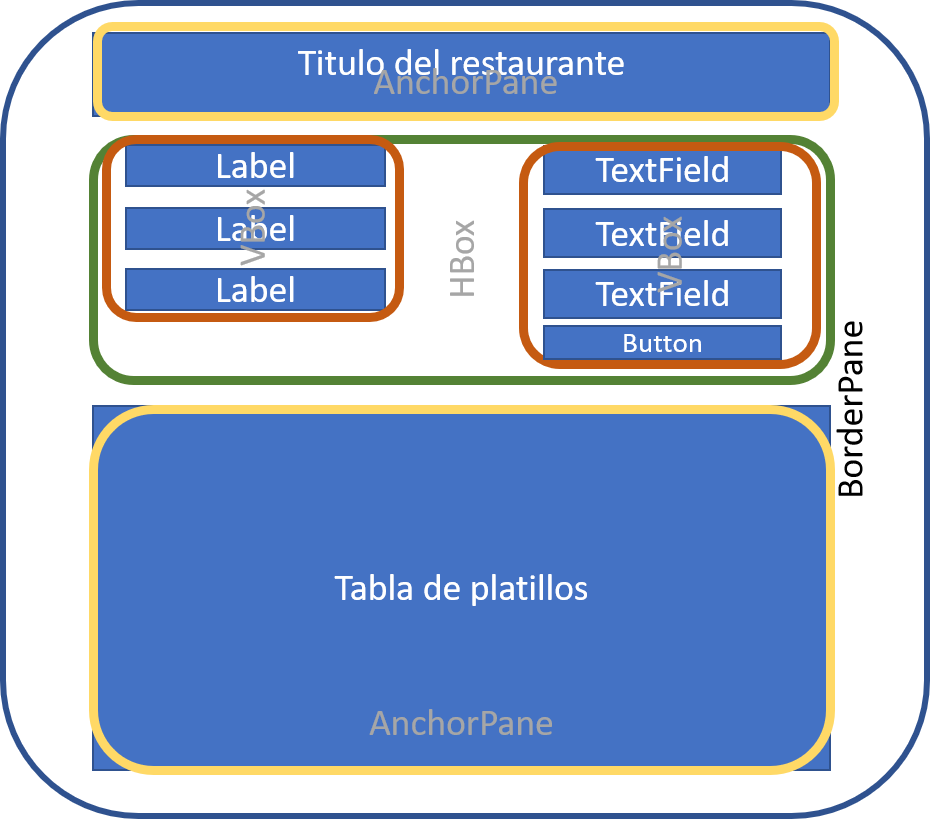 Titulo del restaurante
AnchorPane
Label
Label
Label
VBox
HBox
TextField
TextField
TextField
Button
VBox
BorderPane
Tabla de platillos
AnchorPane